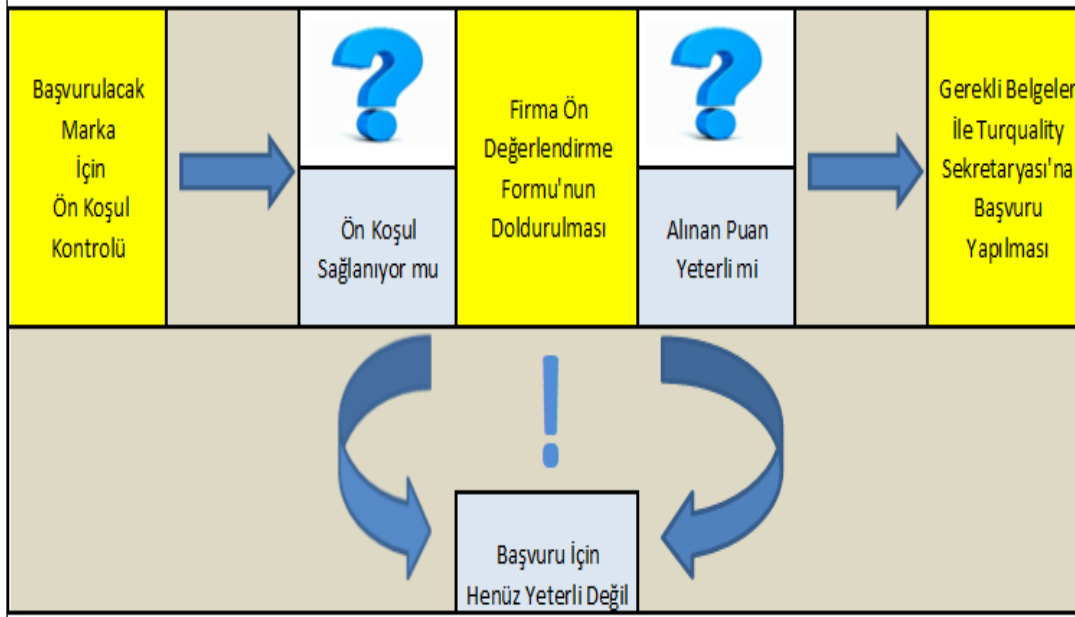 Başvurulacak
Marka
İçin
Ön Koşul
Kontrolü
?
Ön Koşul
Sağlanıyor mu
Firma Ön
Değerlendirme
Formu'nun
Doldurulması
?
Alınan Puan
Yeterli mi
Gerekli Belgeler
İle Turquality
Sekretaryası'na
Başvuru
Yapılması
!
Başvuru İçin
Henüz Yeterli Değil